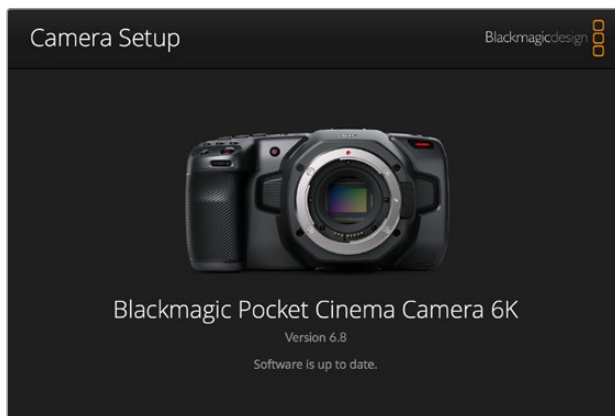 Camera Setup
Blackmagicdesign
Blackmagic Pocket Cinema Camera 6K
Version 6.8
Software is up to date.